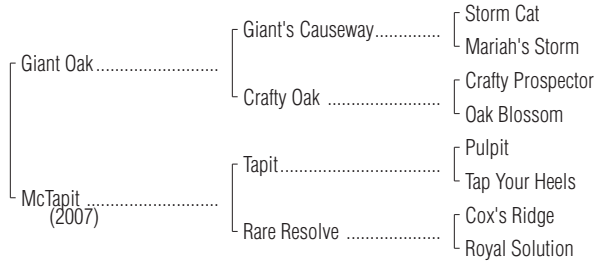 Storm Cat
Giant's Causeway..............
Mariah's Storm
Giant Oak..........................
Crafty Prospector
Crafty Oak ........................
Oak Blossom
Pulpit
Tapit..................................
Tap Your Heels
McTapit ............................
(2007)
Cox's Ridge
Rare Resolve ....................
Royal Solution